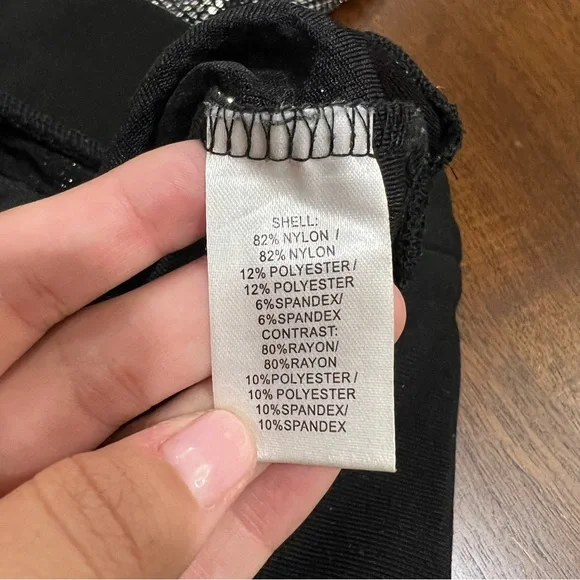 SHELL:
82% NYLON /
82% NYLON
12% POLYESTER /
12% POLYESTER
6%SPANDEX/
6%SPANDEX
CONTRAST:
80%RAYON/
80%RAYON
10%POLYESTER /
10% POLYESTER
10%SPANDEX/
10%SPANDEX